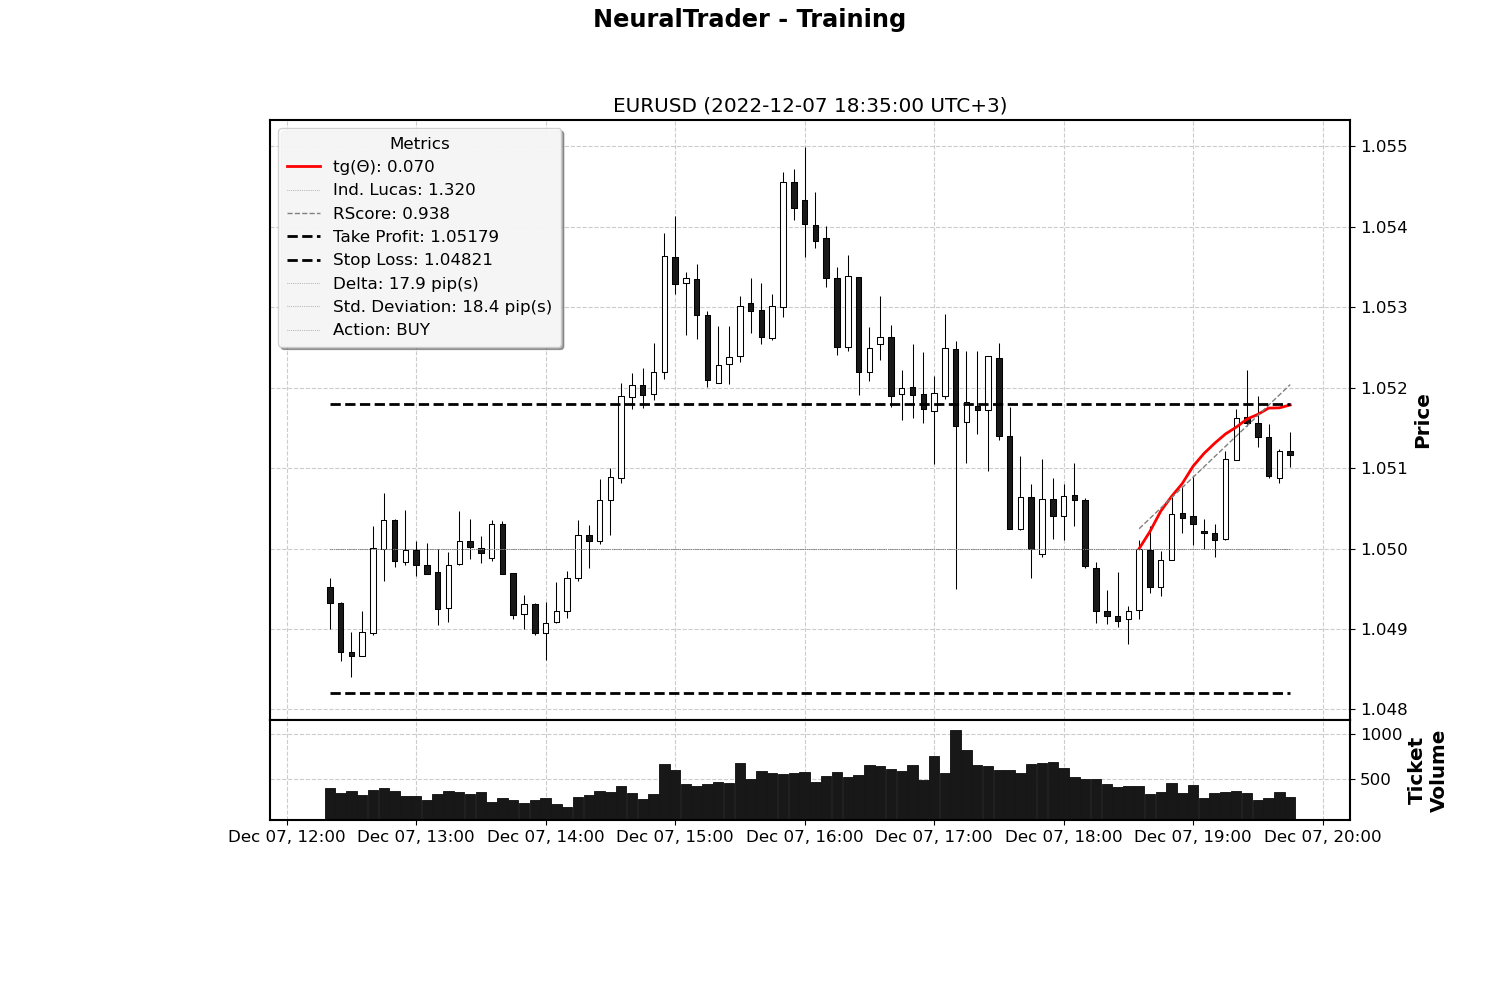 NeuralTrader - Training
EURUSD (2022-12-07 18:35:00 UTC+3)
Metrics
tg(Θ): 0.070
Ind. Lucas: 1.320
RScore: 0.938
Take Profit: 1.05179
Stop Loss: 1.04821
Delta: 17.9 pip(s)
Std. Deviation: 18.4 pip(s)
Action: BUY
1.055
1.054
1.053
1.052
1.051
1.050
1.049
1.048
Price
1000
500
Ticket
Volume
Dec 07, 12:00
Dec 07, 13:00
Dec 07, 14:00
Dec 07, 15:00
Dec 07, 16:00
Dec 07, 17:00
Dec 07, 18:00
Dec 07, 19:00
Dec 07, 20:00